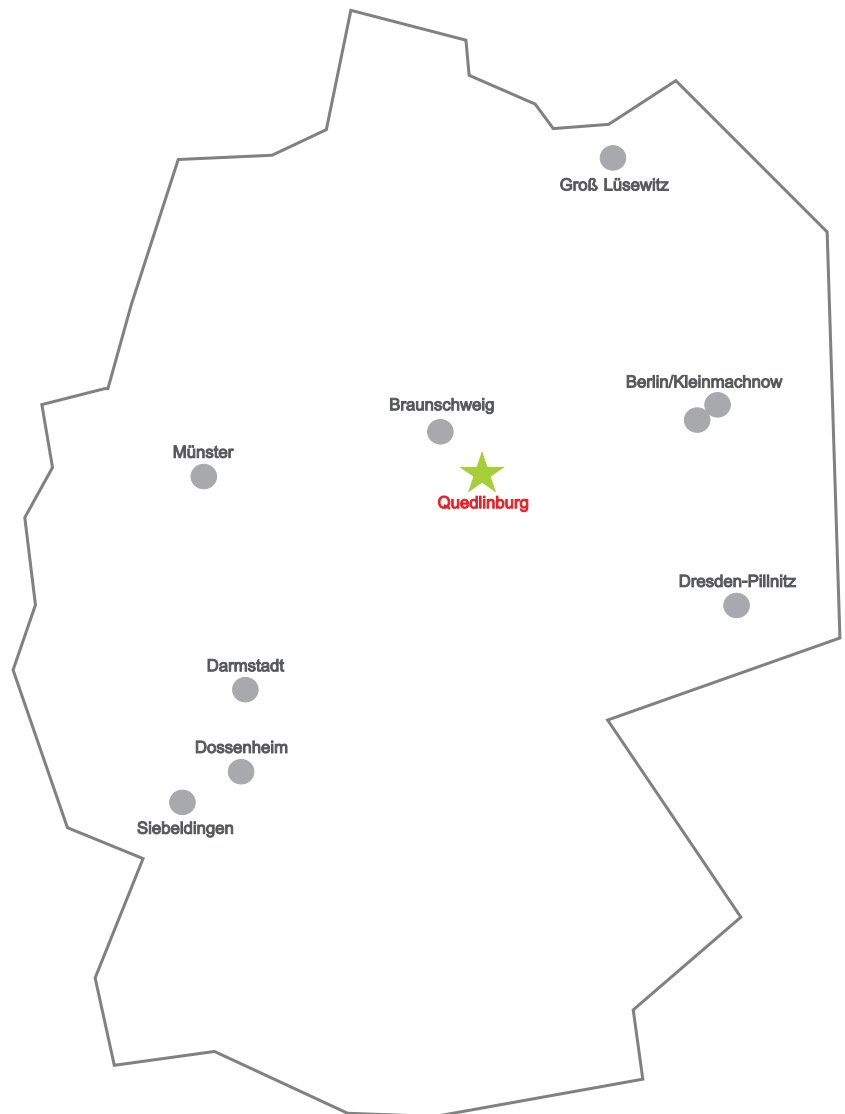 Groß Lüsewitz
Berlin/Kleinmachnow
Braunschweig
Münster
Quedlinburg
Dresden-Pillnitz
Darmstadt
Dossenheim
Siebeldingen